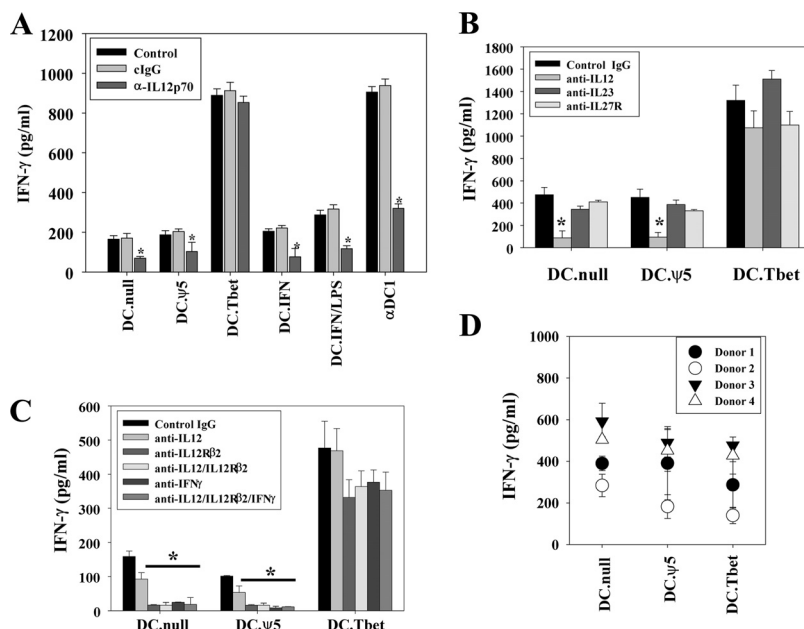 A
1200
1000
800
600
400
200
0
IFN-γ (pg/ml)
Control
cIgG
α-IL12p70
*
*
*
*
*
DC.null
DC.ψ5
DC.Tbet
DC.IFN
DC.IFN/LPS
αDC1
B
1800
1600
1400
1200
1000
800
600
400
200
0
IFN-γ (pg/ml)
Control IgG
anti-IL12
anti-IL23
anti-IL27R
*
*
DC.null
DC.ψ5
DC.Tbet
C
600
500
400
300
200
100
0
IFN-γ (pg/ml)
Control IgG
anti-IL12
anti-IL12Rβ2
anti-IL12/IL12Rβ2
anti-IFNγ
anti-IL12/IL12Rβ2/IFNγ
*
*
DC.null
DC.ψ5
DC.Tbet
D
1000
800
600
400
200
0
IFN-γ (pg/ml)
Donor 1
Donor 2
Donor 3
Donor 4
DC.null
DC.ψ5
DC.Tbet